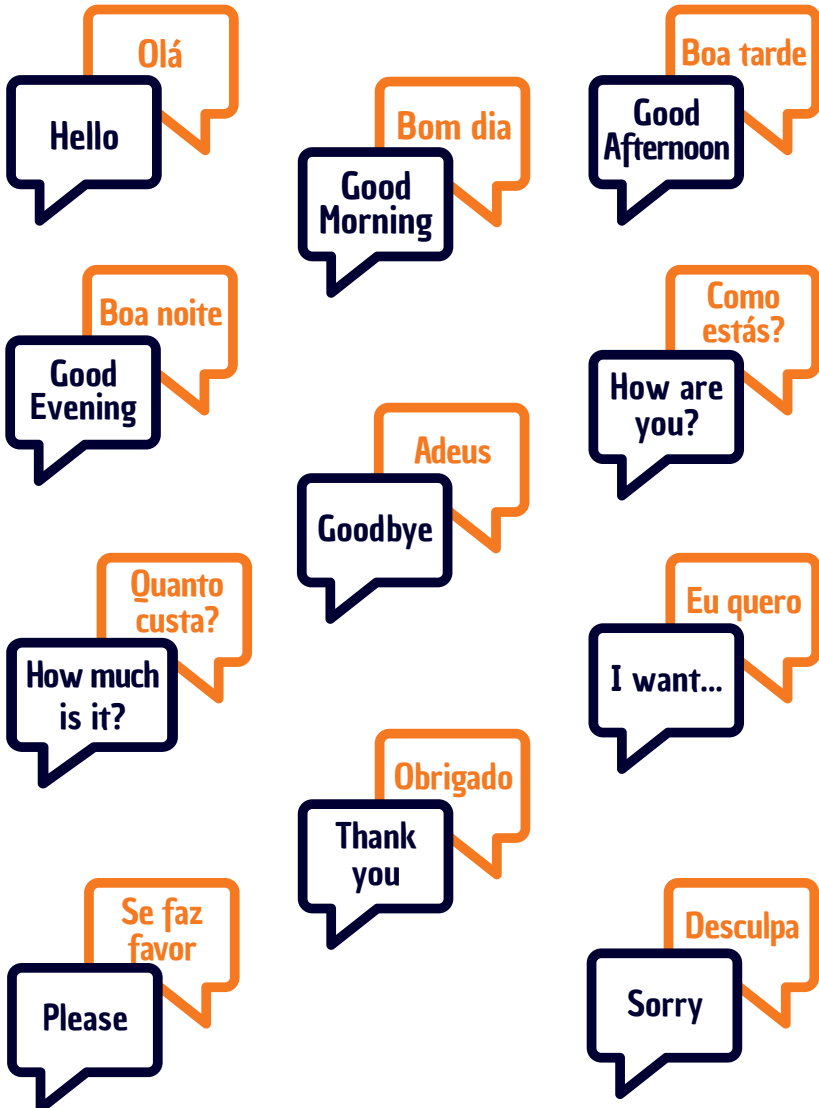 Olá
Hello
Bom dia
Good
Morning
Boa tarde
Good
Afternoon
Boa noite
Good
Evening
Adeus
Goodbye
Como
estás?
How are
you?
Quanto
custa?
How much
is it?
Obrigado
Thank
you
Eu quero
I want...
Se faz
favor
Please
Desculpa
Sorry